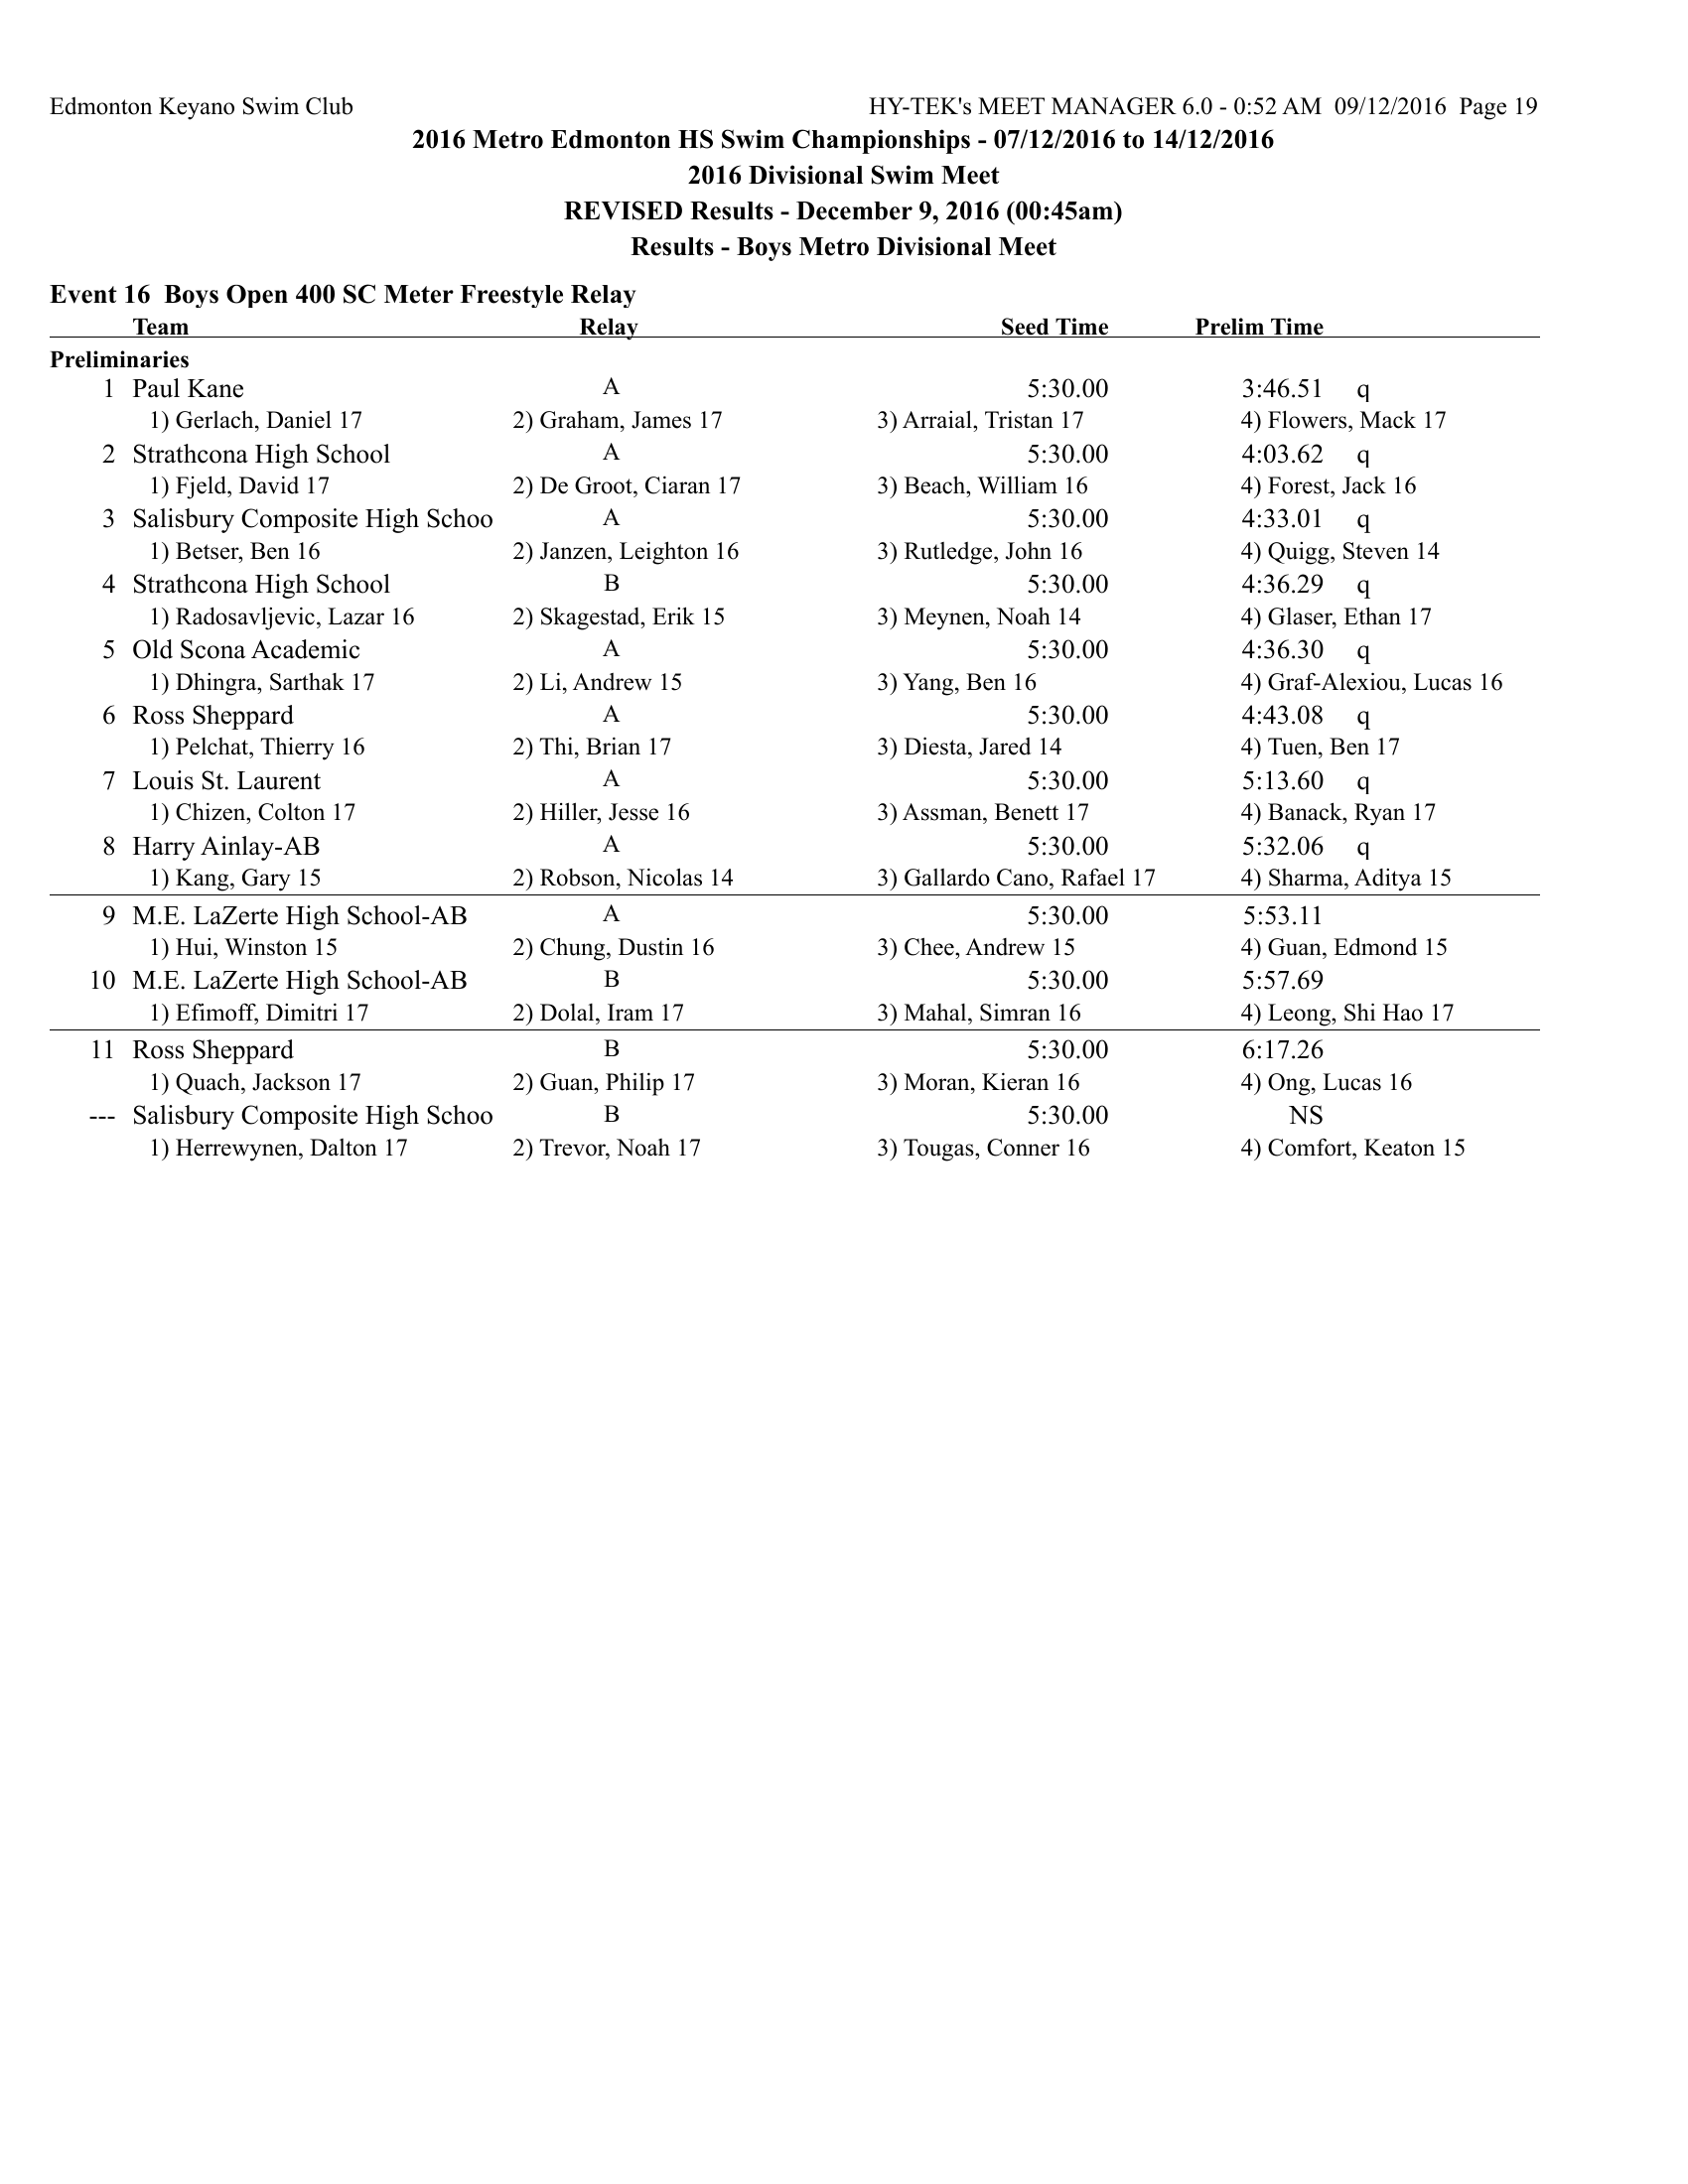 Edmonton Keyano Swim Club HY-TEK's MEET MANAGER 6.0 - 0:52 AM 09/12/2016 Page 19
2016 Metro Edmonton HS Swim Championships - 07/12/2016 to 14/12/2016
2016 Divisional Swim Meet
REVISED Results - December 9, 2016 (00:45am)
Results - Boys Metro Divisional Meet
Event 16 Boys Open 400 SC Meter Freestyle Relay
Team Relay Seed Time Prelim Time
Preliminaries
1 Paul Kane A 5:30.00 3:46.51 q
1) Gerlach, Daniel 17 2) Graham, James 17 3) Arraial, Tristan 17 4) Flowers, Mack 17
2 Strathcona High School A 5:30.00 4:03.62 q
1) Fjeld, David 17 2) De Groot, Ciaran 17 3) Beach, William 16 4) Forest, Jack 16
3 Salisbury Composite High Schoo A 5:30.00 4:33.01 q
1) Betser, Ben 16 2) Janzen, Leighton 16 3) Rutledge, John 16 4) Quigg, Steven 14
4 Strathcona High School B 5:30.00 4:36.29 q
1) Radosavljevic, Lazar 16 2) Skagestad, Erik 15 3) Meynen, Noah 14 4) Glaser, Ethan 17
5 Old Scona Academic A 5:30.00 4:36.30 q
1) Dhingra, Sarthak 17 2) Li, Andrew 15 3) Yang, Ben 16 4) Graf-Alexiou, Lucas 16
6 Ross Sheppard A 5:30.00 4:43.08 q
1) Pelchat, Thierry 16 2) Thi, Brian 17 3) Diesta, Jared 14 4) Tuen, Ben 17
7 Louis St. Laurent A 5:30.00 5:13.60 q
1) Chizen, Colton 17 2) Hiller, Jesse 16 3) Assman, Benett 17 4) Banack, Ryan 17
8 Harry Ainlay-AB A 5:30.00 5:32.06 q
1) Kang, Gary 15 2) Robson, Nicolas 14 3) Gallardo Cano, Rafael 17 4) Sharma, Aditya 15
9 M.E. LaZerte High School-AB A 5:30.00 5:53.11
1) Hui, Winston 15 2) Chung, Dustin 16 3) Chee, Andrew 15 4) Guan, Edmond 15
10 M.E. LaZerte High School-AB B 5:30.00 5:57.69
1) Efimoff, Dimitri 17 2) Dolal, Iram 17 3) Mahal, Simran 16 4) Leong, Shi Hao 17
11 Ross Sheppard B 5:30.00 6:17.26
1) Quach, Jackson 17 2) Guan, Philip 17 3) Moran, Kieran 16 4) Ong, Lucas 16
--- Salisbury Composite High Schoo B 5:30.00 NS
1) Herrewynen, Dalton 17 2) Trevor, Noah 17 3) Tougas, Conner 16 4) Comfort, Keaton 15